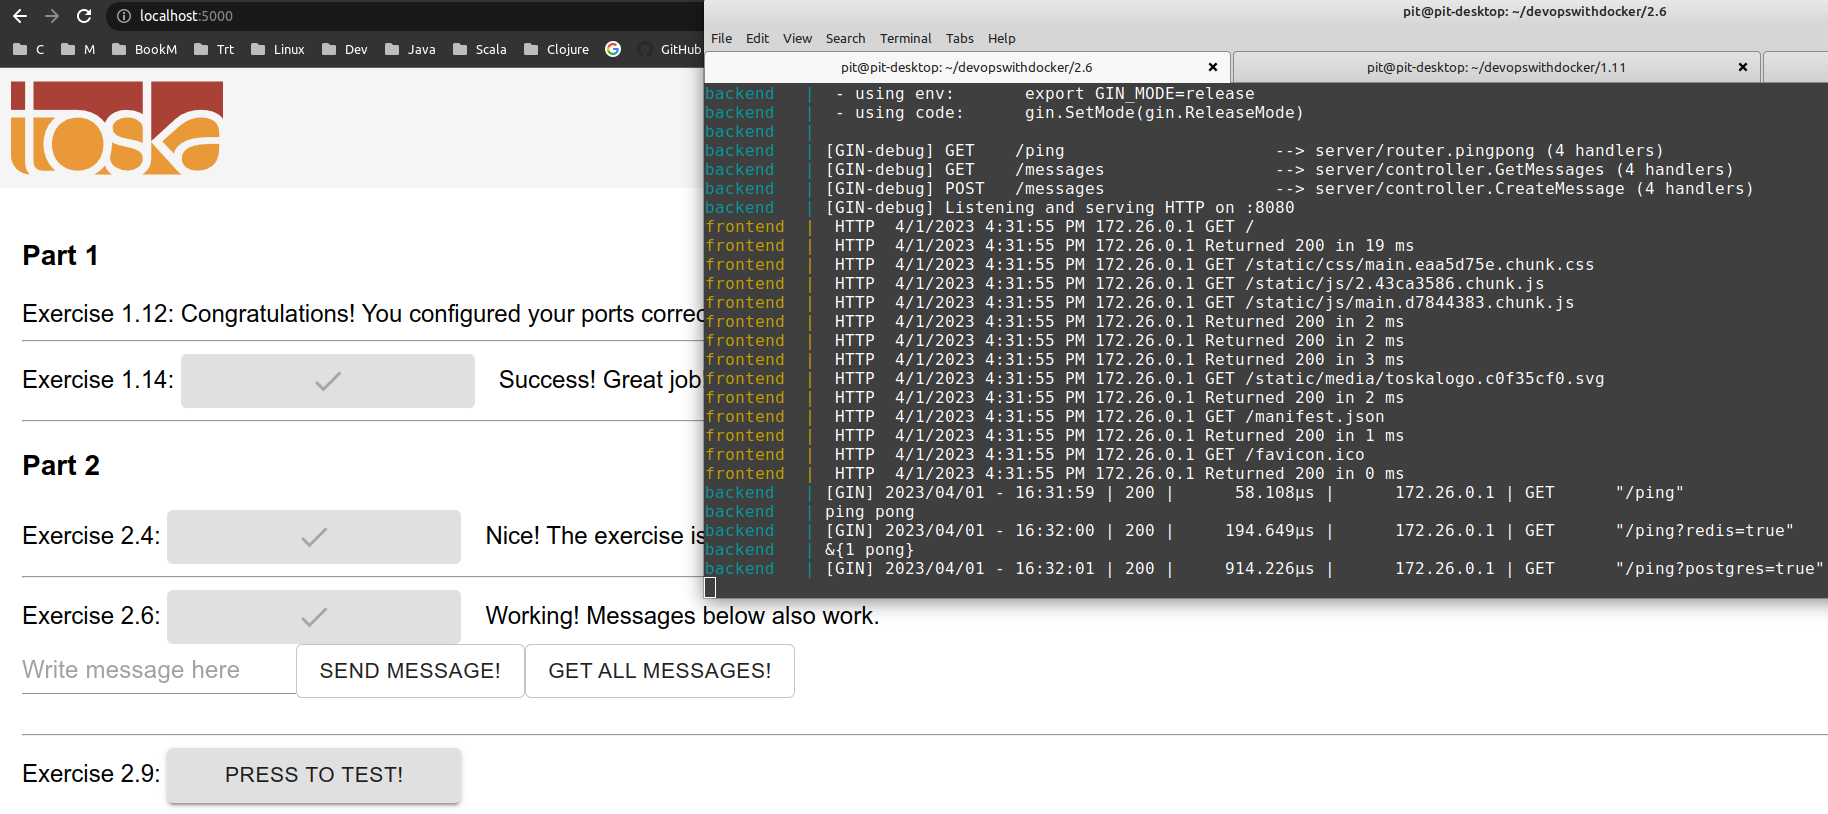 localhost:5000
C M BookM Trt Linux Dev Java Scala Clojure GitHub
toska
Part 1
Exercise 1.12: Congratulations! You configured your ports correc
Exercise 1.14: Success! Great job
Part 2
Exercise 2.4: Nice! The exercise is
Exercise 2.6: Working! Messages below also work.
Write message here SEND MESSAGE! GET ALL MESSAGES!
Exercise 2.9: PRESS TO TEST!
pit@pit-desktop: ~/devopswithdocker/2.6
File Edit View Search Terminal Tabs Help
pit@pit-desktop: ~/devopswithdocker/2.6 × pit@pit-desktop: ~/devopswithdocker/1.11 ×
backend | - using env: export GIN_MODE=release
backend | - using code: gin.SetMode(gin.ReleaseMode)
backend |
backend | [GIN-debug] GET /ping --> server/router.pingpong (4 handlers)
backend | [GIN-debug] GET /messages --> server/controller.GetMessages (4 handlers)
backend | [GIN-debug] POST /messages --> server/controller.CreateMessage (4 handlers)
backend | [GIN-debug] Listening and serving HTTP on :8080
frontend | HTTP 4/1/2023 4:31:55 PM 172.26.0.1 GET /
frontend | HTTP 4/1/2023 4:31:55 PM 172.26.0.1 Returned 200 in 19 ms
frontend | HTTP 4/1/2023 4:31:55 PM 172.26.0.1 GET /static/css/main.eaa5d75e.chunk.css
frontend | HTTP 4/1/2023 4:31:55 PM 172.26.0.1 GET /static/js/2.43ca3586.chunk.js
frontend | HTTP 4/1/2023 4:31:55 PM 172.26.0.1 GET /static/js/main.d7844383.chunk.js
frontend | HTTP 4/1/2023 4:31:55 PM 172.26.0.1 Returned 200 in 2 ms
frontend | HTTP 4/1/2023 4:31:55 PM 172.26.0.1 Returned 200 in 2 ms
frontend | HTTP 4/1/2023 4:31:55 PM 172.26.0.1 Returned 200 in 3 ms
frontend | HTTP 4/1/2023 4:31:55 PM 172.26.0.1 GET /static/media/toskalogo.c0f35cf0.svg
frontend | HTTP 4/1/2023 4:31:55 PM 172.26.0.1 Returned 200 in 2 ms
frontend | HTTP 4/1/2023 4:31:55 PM 172.26.0.1 GET /manifest.json
frontend | HTTP 4/1/2023 4:31:55 PM 172.26.0.1 Returned 200 in 1 ms
frontend | HTTP 4/1/2023 4:31:55 PM 172.26.0.1 GET /favicon.ico
frontend | HTTP 4/1/2023 4:31:55 PM 172.26.0.1 Returned 200 in 0 ms
backend | [GIN] 2023/04/01 - 16:31:59 | 200 | 58.108µs | 172.26.0.1 | GET "/ping"
backend | ping pong
backend | [GIN] 2023/04/01 - 16:32:00 | 200 | 194.649µs | 172.26.0.1 | GET "/ping?redis=true"
backend | &{1 pong}
backend | [GIN] 2023/04/01 - 16:32:01 | 200 | 914.226µs | 172.26.0.1 | GET "/ping?postgres=true"